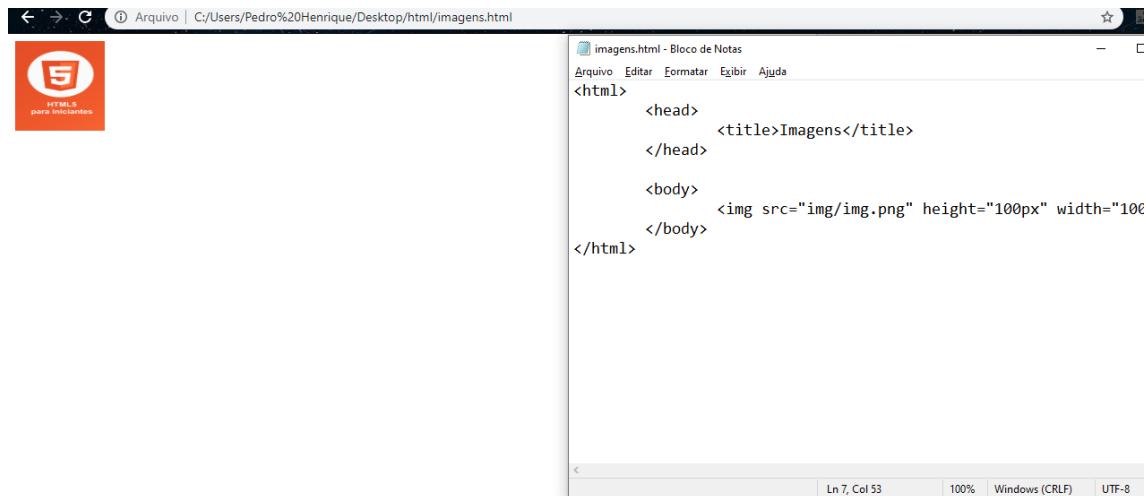 Arquivo | C:/Users/Pedro%20Henrique/Desktop/html/imagens.html
5
HTML5
para Iniciantes
imagens.html - Bloco de Notas
Arquivo Editar Formatar Exibir Ajuda
<html>
<head>
<title>Imagens</title>
</head>
<body>
<img src="img/img.png" height="100px" width="100
</body>
</html>
Ln 7, Col 53 100% Windows (CRLF) UTF-8